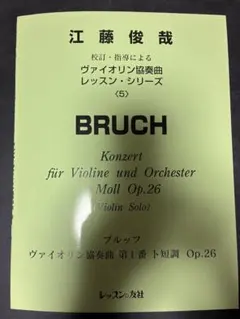 江藤俊哉
校訂・指導による
ヴァイオリン協奏曲
レッスン・シリーズ
〈5〉
BRUCH
Konzert
für Violine und Orchester
Moll Op.26
(Violin Solo)
ブルッフ
ヴァイオリン協奏曲 第1番 ト短調 Op.26
レッスンの友社